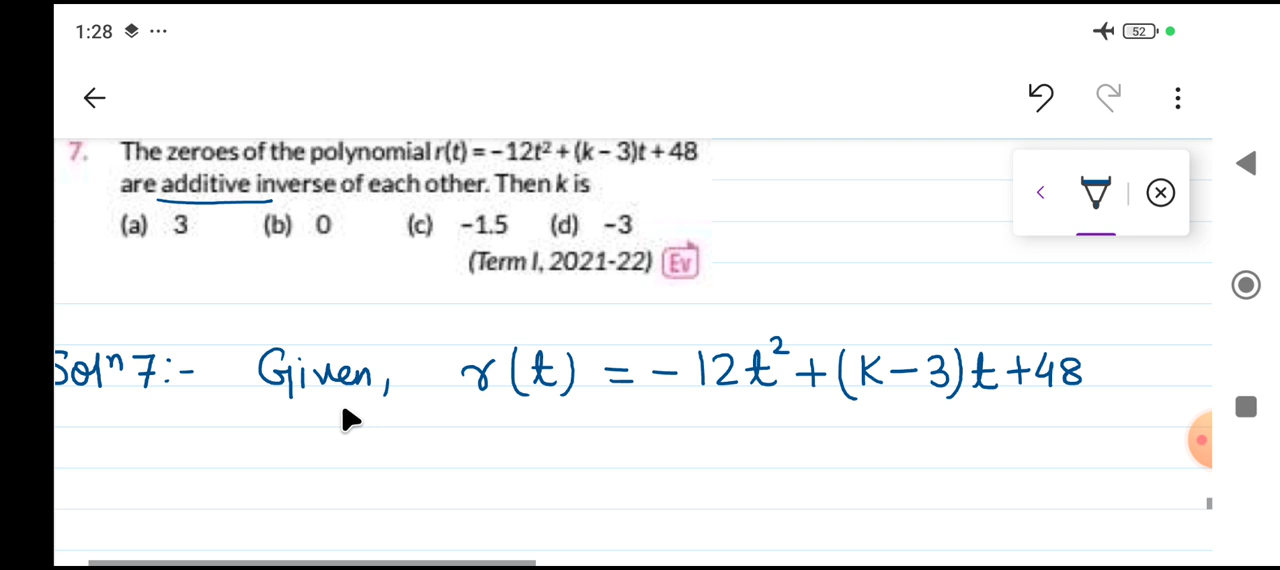 1:28 ...
52
7. The zeroes of the polynomial r(t) = −12t² + (k − 3)t + 48
are additive inverse of each other. Then k is
(a) 3 (b) 0 (c) −1.5 (d) −3
(Term I, 2021-22) Ev
Solⁿ 7:- Given, r(t) = −12t² + (K−3)t + 48